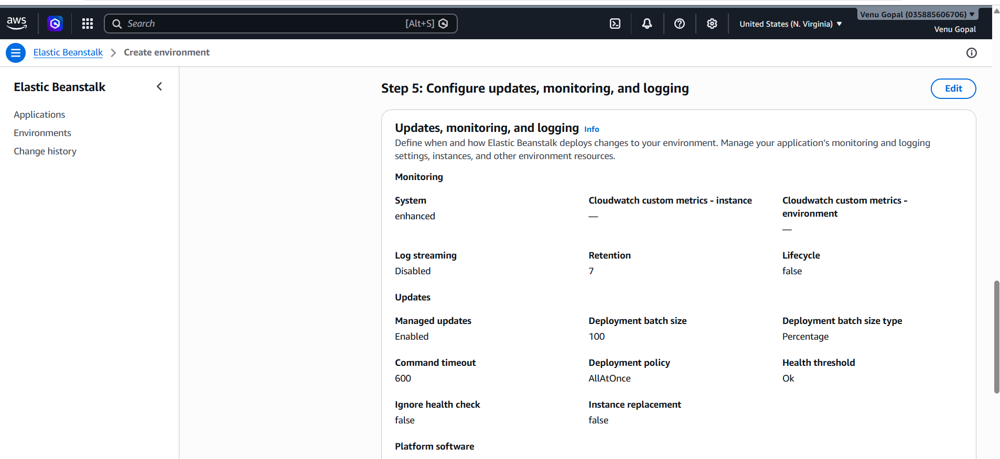 aws
Search
[Alt+S]
United States (N. Virginia)
Venu Gopal (035885606706)
Venu Gopal
Elastic Beanstalk
Create environment
Elastic Beanstalk
Applications
Environments
Change history
Step 5: Configure updates, monitoring, and logging
Edit
Updates, monitoring, and logging Info
Define when and how Elastic Beanstalk deploys changes to your environment. Manage your application’s monitoring and logging
settings, instances, and other environment resources.
Monitoring
System
enhanced
Cloudwatch custom metrics - instance
—
Cloudwatch custom metrics -
environment
—
Log streaming
Disabled
Retention
7
Lifecycle
false
Updates
Managed updates
Enabled
Deployment batch size
100
Deployment batch size type
Percentage
Command timeout
600
Deployment policy
AllAtOnce
Health threshold
Ok
Ignore health check
false
Instance replacement
false
Platform software